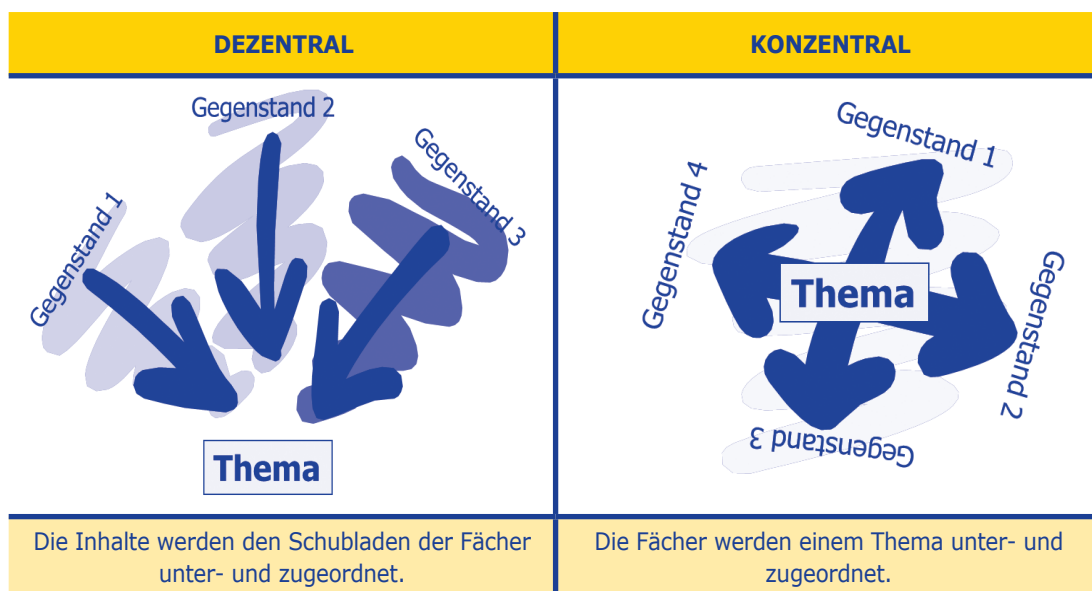 DEZENTRAL
KONZENTRAL
Gegenstand 1
Gegenstand 2
Gegenstand 3
Thema
Gegenstand 1
Gegenstand 2
Gegenstand 3
Gegenstand 4
Thema
Die Inhalte werden den Schubladen der Fächer
unter- und zugeordnet.
Die Fächer werden einem Thema unter- und
zugeordnet.